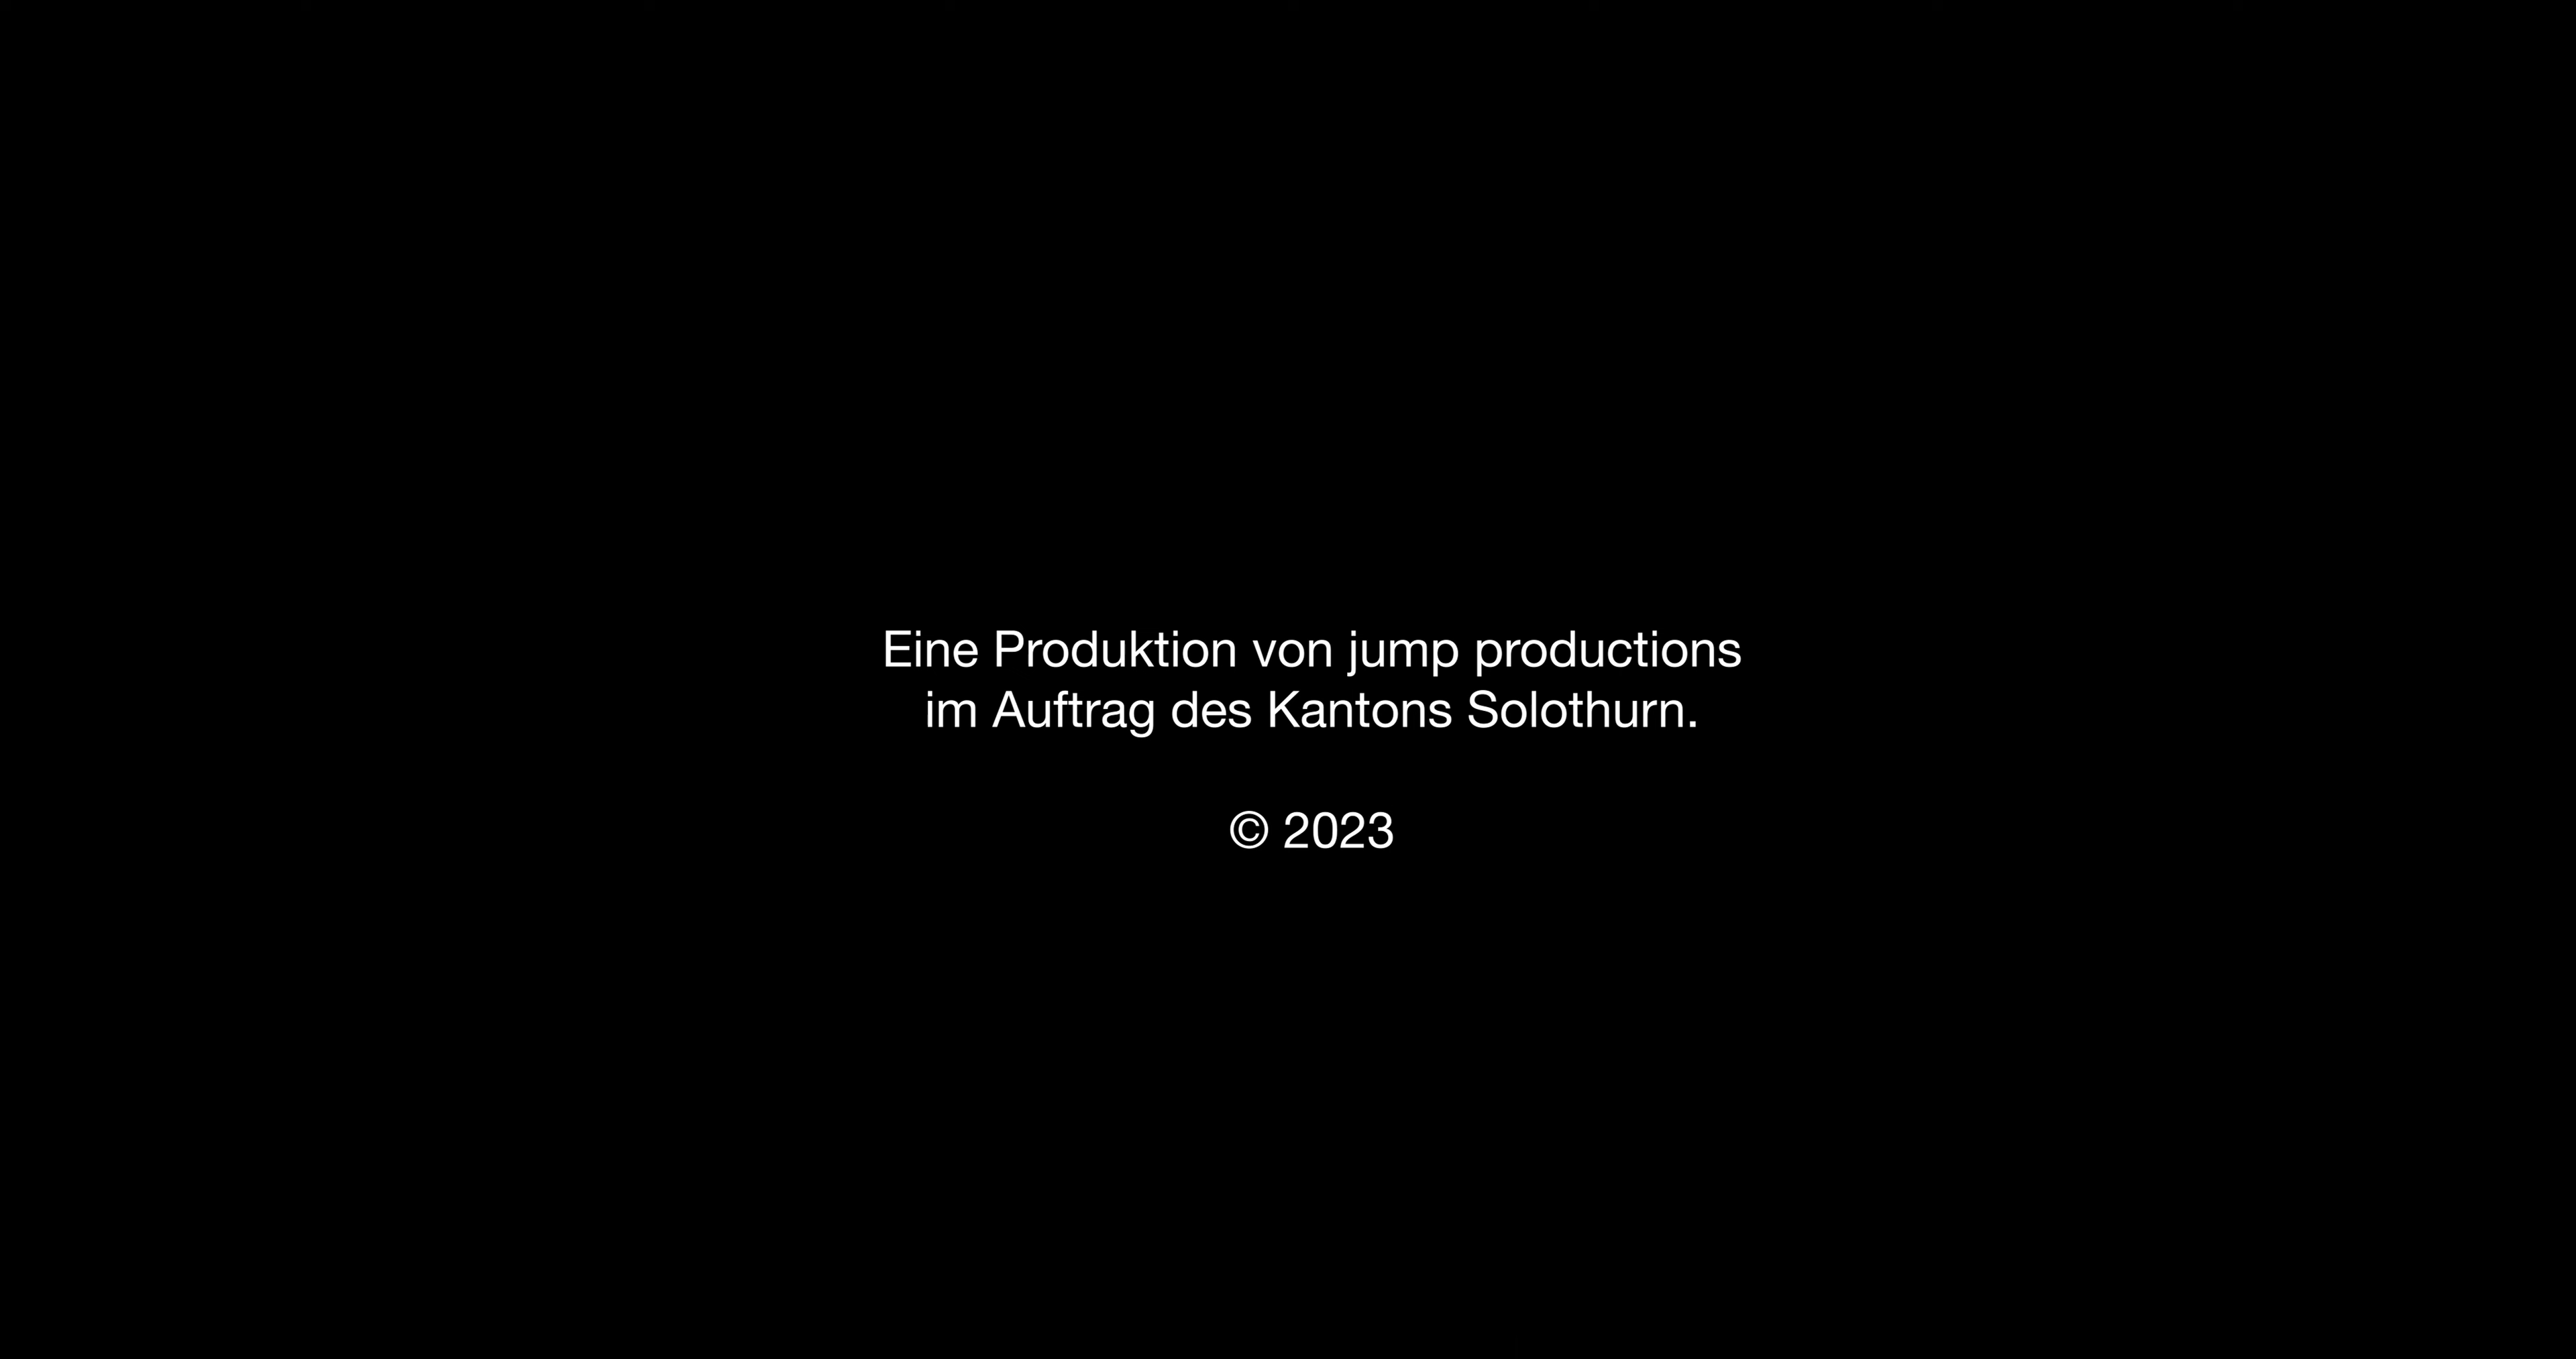 Eine Produktion von jump productions
im Auftrag des Kantons Solothurn.
© 2023